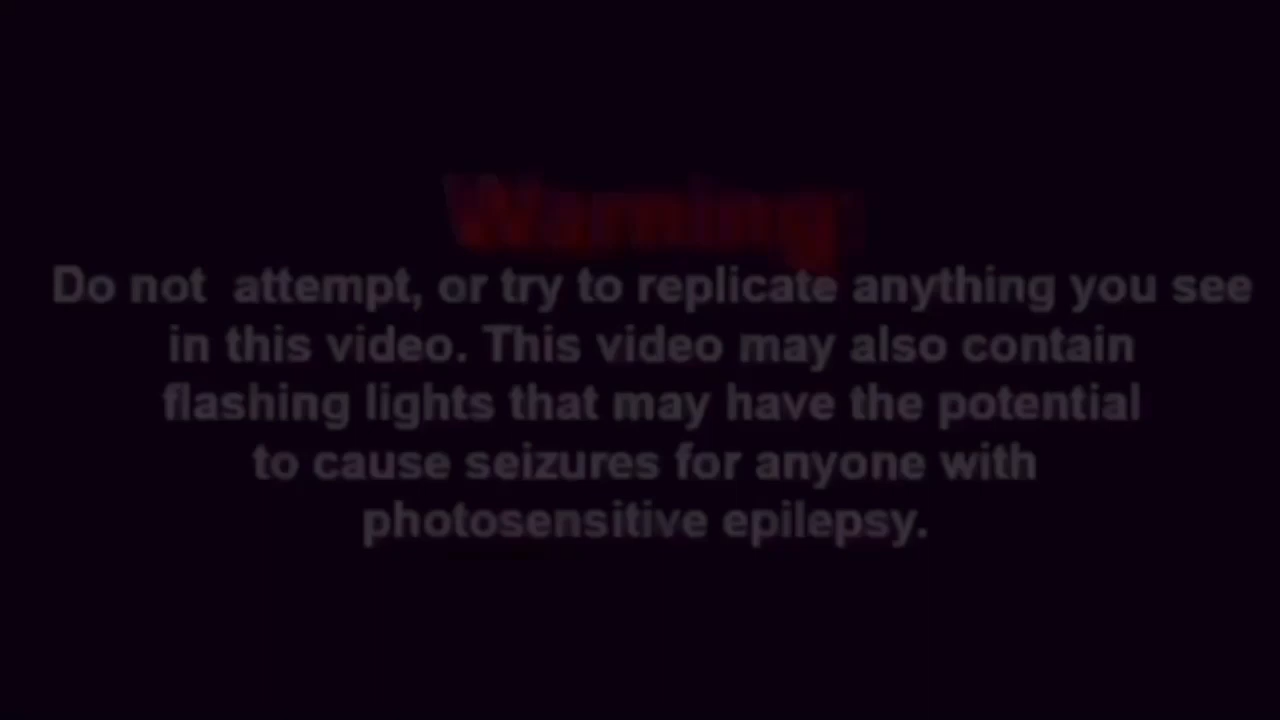 Warning:
Do not  attempt, or try to replicate anything you see
in this video. This video may also contain
flashing lights that may have the potential
to cause seizures for anyone with
photosensitive epilepsy.